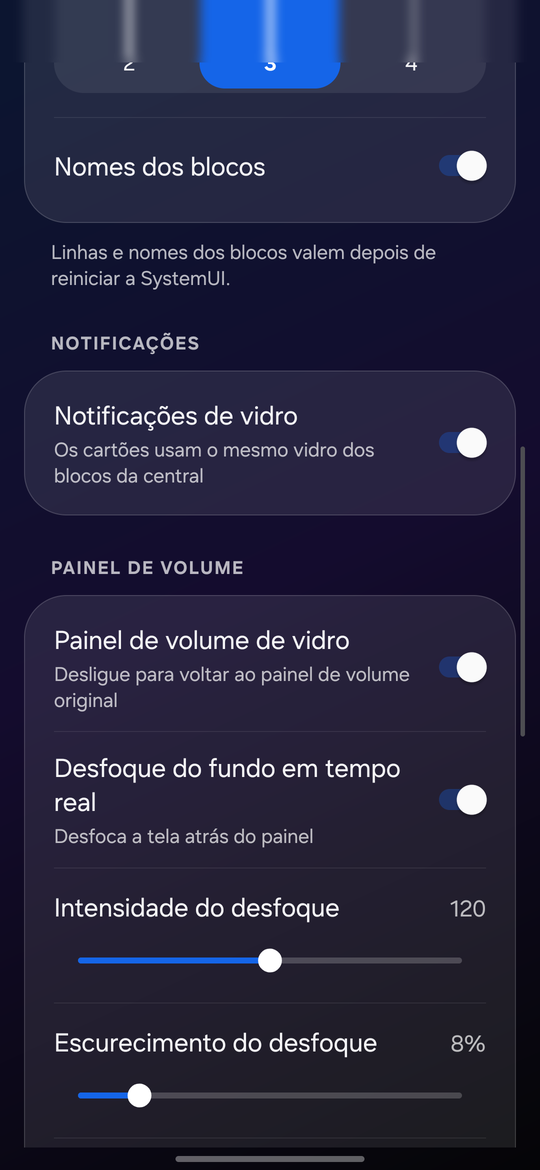 2 3 4
Nomes dos blocos
Linhas e nomes dos blocos valem depois de
reiniciar a SystemUI.
NOTIFICAÇÕES
Notificações de vidro
Os cartões usam o mesmo vidro dos
blocos da central
PAINEL DE VOLUME
Painel de volume de vidro
Desligue para voltar ao painel de volume
original
Desfoque do fundo em tempo
real
Desfoca a tela atrás do painel
Intensidade do desfoque 120
Escurecimento do desfoque 8%